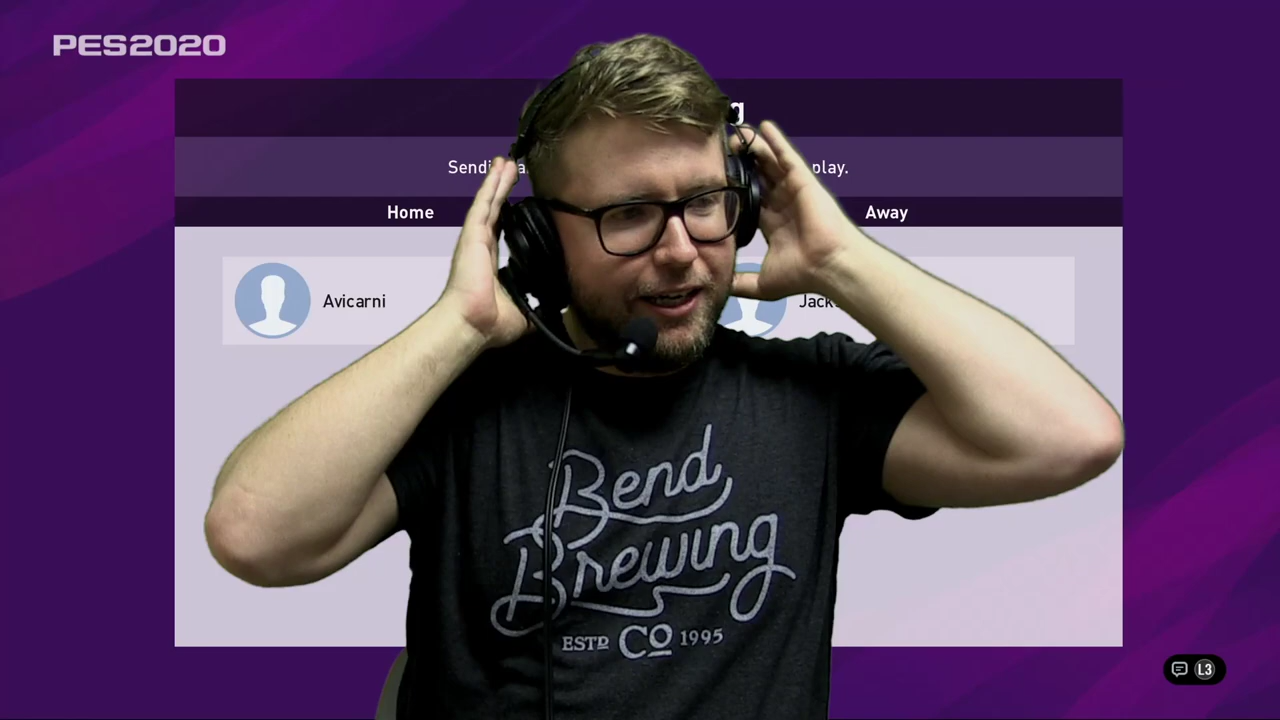 PES2020
g
play.
Home
Away
Avicarni
Bend
Brewing
ESTD CO 1995
L3